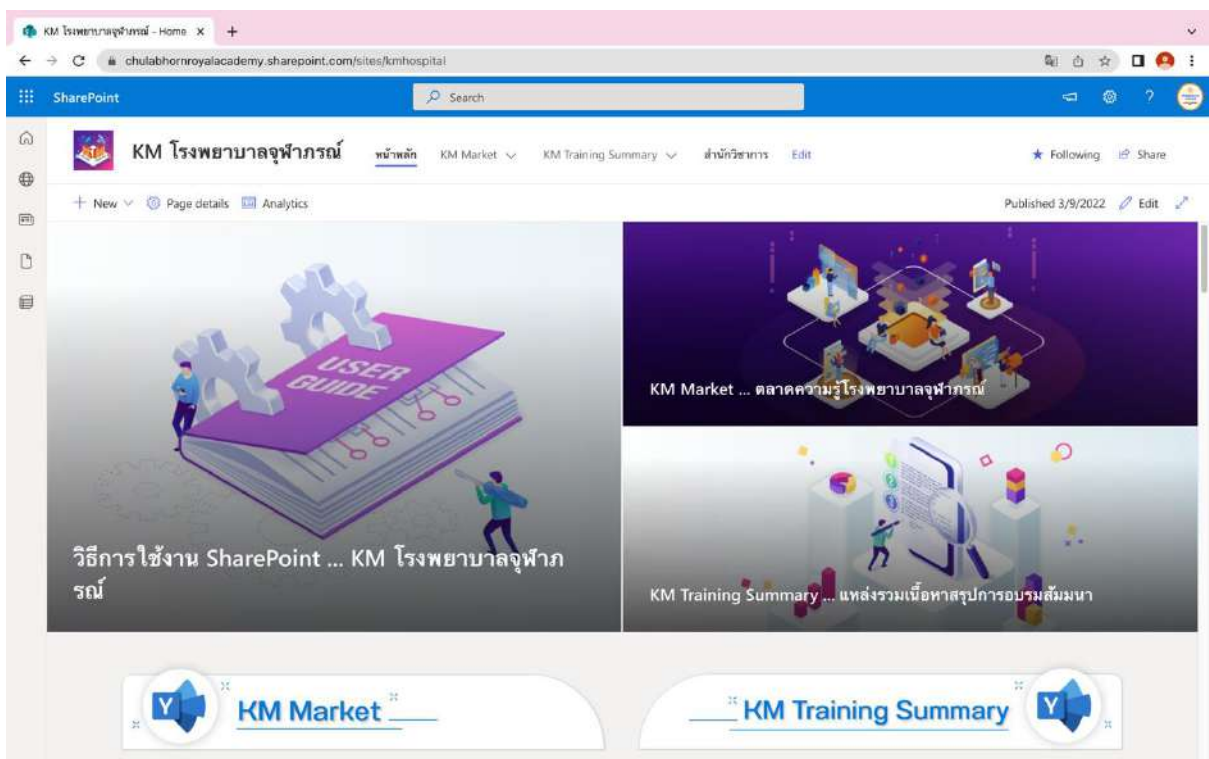 KM โรงพยาบาลจุฬาภรณ์ - Home
chulabhornroyalacademy.sharepoint.com/sites/kmhospital
SharePoint
Search
KM โรงพยาบาลจุฬาภรณ์ หน้าหลัก KM Market KM Training Summary สำนักวิชาการ Edit Following Share
New Page details Analytics Published 3/9/2022 Edit
USER
GUIDE
KM Market ... ตลาดความรู้โรงพยาบาลจุฬาภรณ์
วิธีการใช้งาน SharePoint ... KM โรงพยาบาลจุฬาภ
รณ์
KM Training Summary ... แหล่งรวมเนื้อหาสรุปการอบรมสัมมนา
Y KM Market
KM Training Summary Y